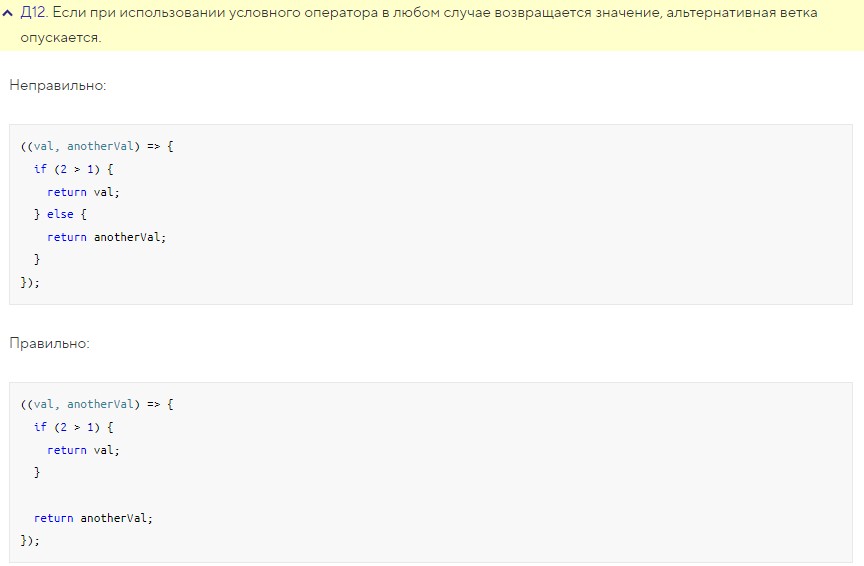 Д12. Если при использовании условного оператора в любом случае возвращается значение, альтернативная ветка
опускается.
Неправильно:
((val, anotherVal) => {
  if (2 > 1) {
    return val;
  } else {
    return anotherVal;
  }
});
Правильно:
((val, anotherVal) => {
  if (2 > 1) {
    return val;
  }
  return anotherVal;
});